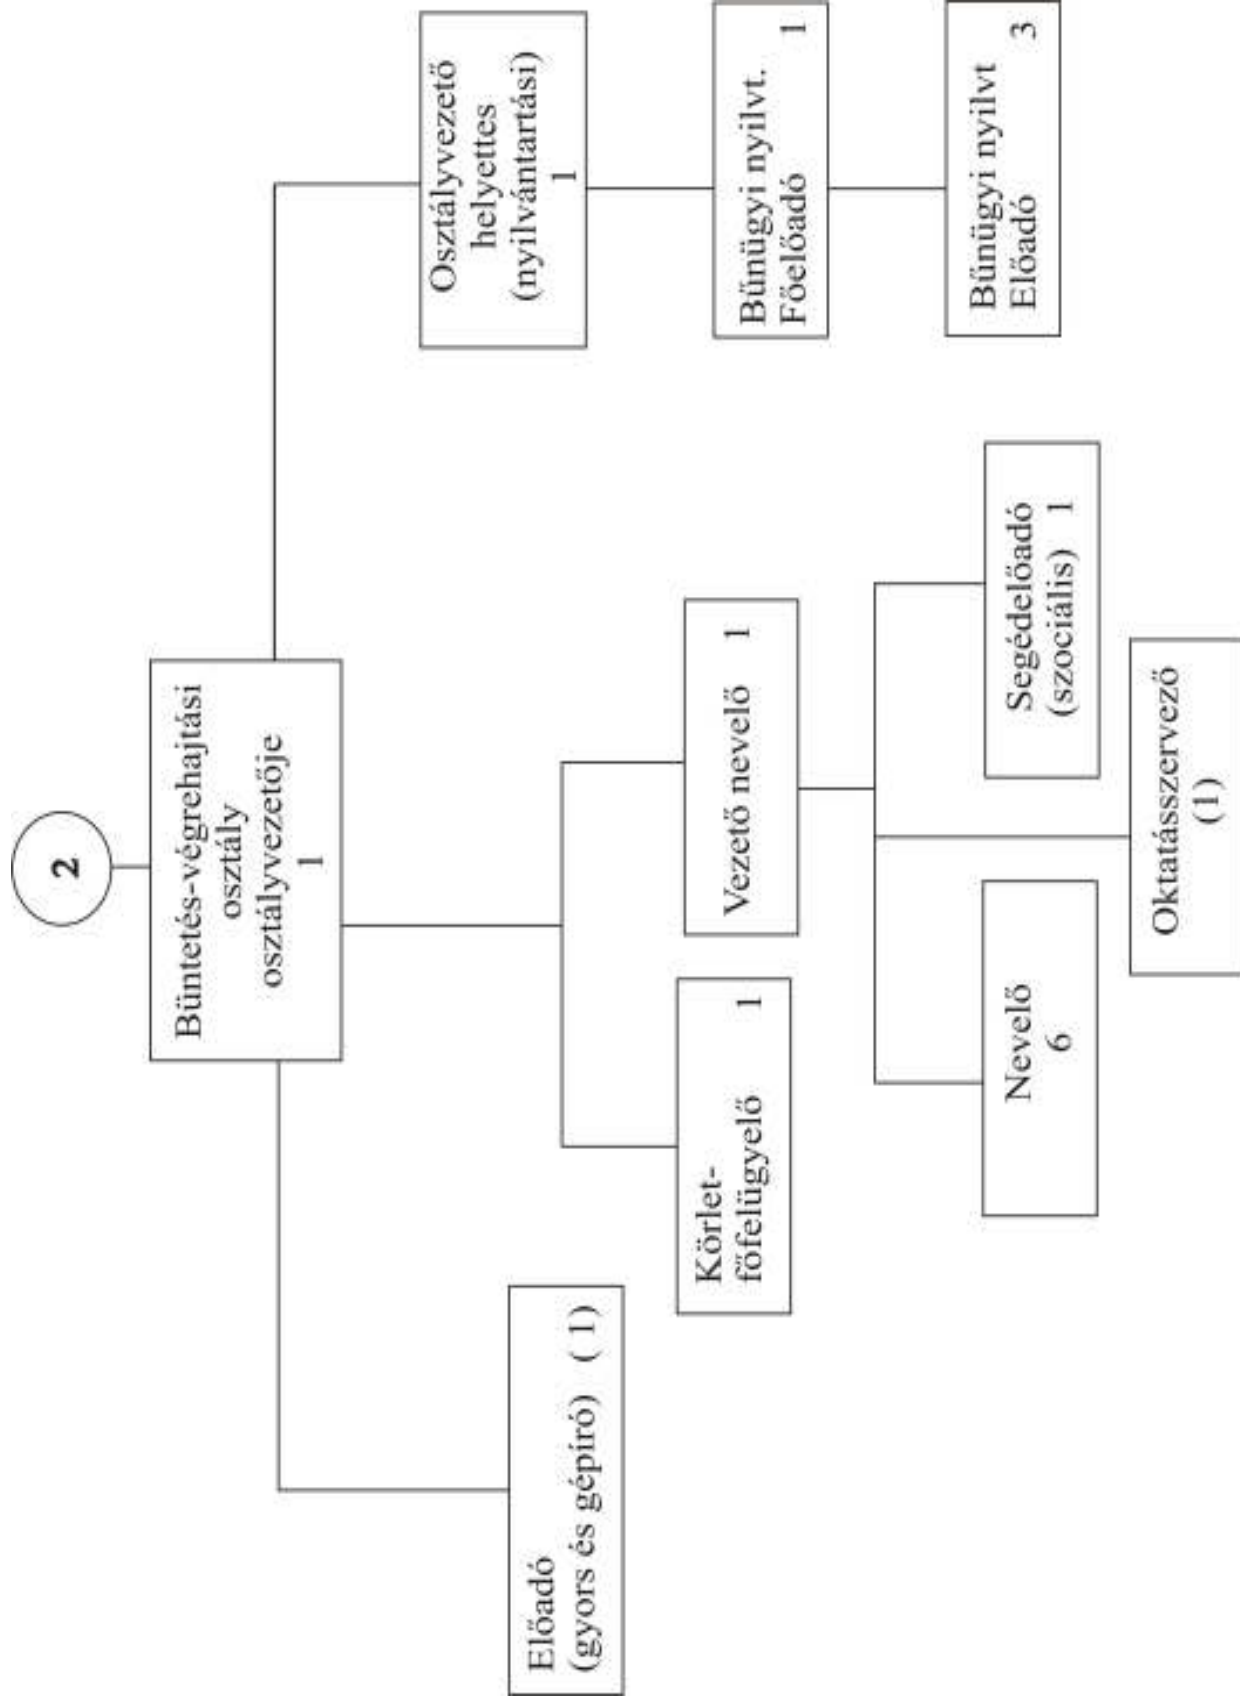 2
Büntetés-végrehajtási
osztály
osztályvezetője
1
Előadó
(gyors és gépíró) ( 1)
Osztályvezető
helyettes
(nyilvántartási)
1
Körlet-
főfelügyelő 1
Vezető nevelő 1
Bűnügyi nyilvt. 1
Főelőadó
Nevelő
6
Segédelőadó
(szociális) 1
Bűnügyi nyilvt
Előadó 3
Oktatásszervező
(1)